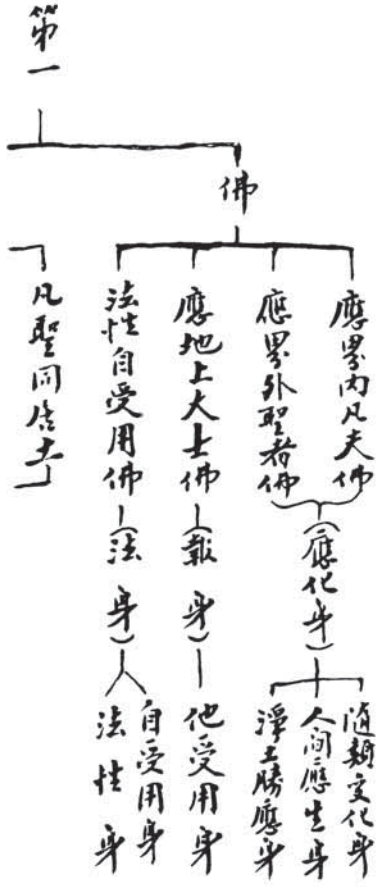 第一
佛
應界內凡夫佛
應界外聖者佛
應地上大士佛
法性自受用佛
凡聖同居土
(應化身)
(報身)
(法身)
隨類變化身
人間應生身
淨土勝應身
他受用身
自受用身
法性身